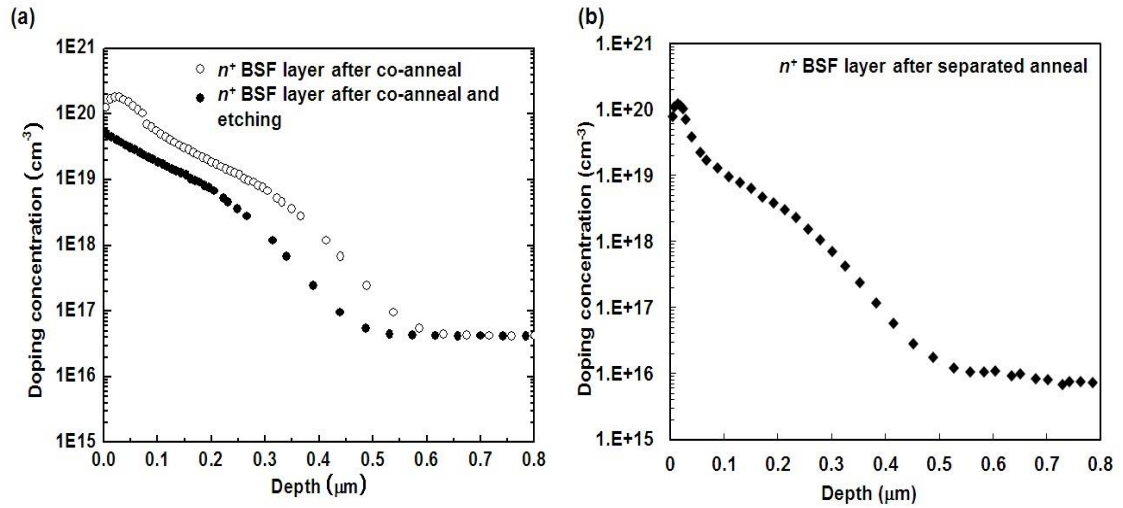 (a)
1E21
1E20
1E19
1E18
1E17
1E16
1E15
Doping concentration (cm-3)
n+ BSF layer after co-anneal
n+ BSF layer after co-anneal and
etching
0.0 0.1 0.2 0.3 0.4 0.5 0.6 0.7 0.8
Depth (μm)
(b)
1.E+21
1.E+20
1.E+19
1.E+18
1.E+17
1.E+16
1.E+15
Doping concentration (cm-3)
n+ BSF layer after separated anneal
0 0.1 0.2 0.3 0.4 0.5 0.6 0.7 0.8
Depth (μm)